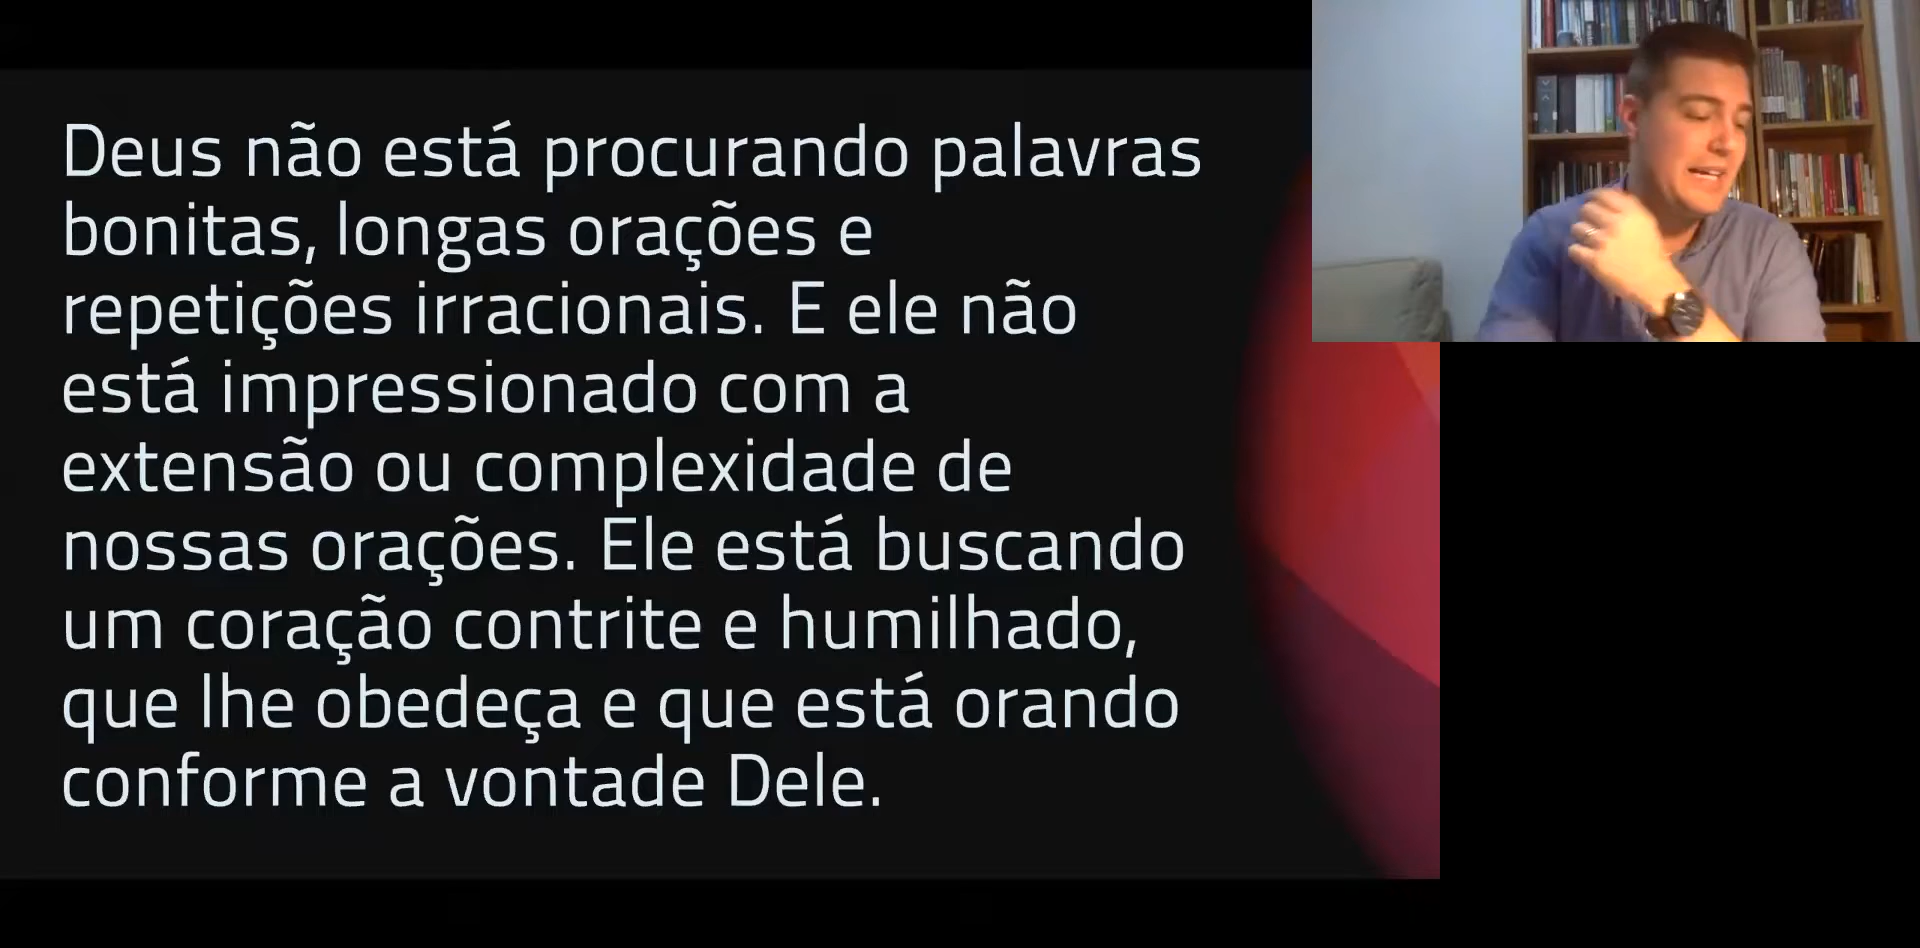 Deus não está procurando palavras
bonitas, longas orações e
repetições irracionais. E ele não
está impressionado com a
extensão ou complexidade de
nossas orações. Ele está buscando
um coração contrite e humilhado,
que lhe obedeça e que está orando
conforme a vontade Dele.